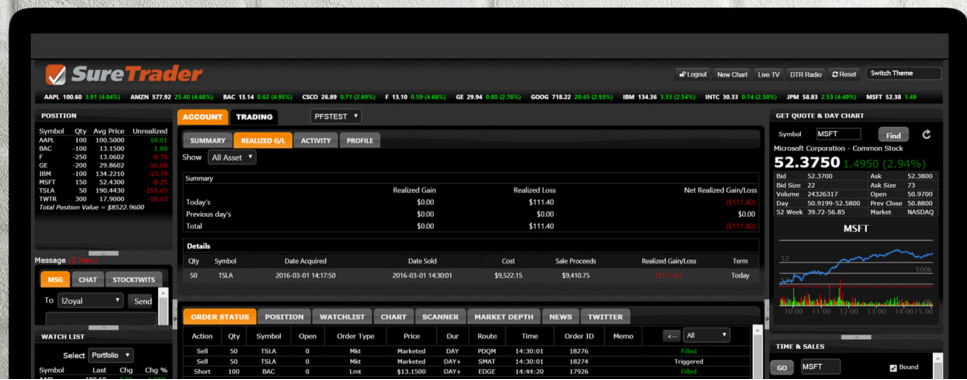 SureTrader
Logout New Chart Live TV DTR Radio Reset Switch Theme
AAPL 100.60 3.91 (4.04%) AMZN 577.92 25.40 (4.60%) BAC 13.14 0.62 (4.95%) CSCO 26.89 0.71 (2.69%) F 13.10 0.59 (4.68%) GE 29.94 0.80 (2.76%) GOOG 718.22 20.45 (2.93%) IBM 134.36 3.33 (2.54%) INTC 30.33 0.74 (2.50%) JPM 58.83 2.53 (4.49%) MSFT 52.38 1.49
POSITION
Symbol Qty Avg Price Unrealized
AAPL 100 100.5000 10.01
BAC -100 13.1500 1.00
F -250 13.0602
GE -200 29.8602
IBM -100 134.2210
MSFT 150 52.4300
TSLA 50 190.4430
TWTR 300 17.9000
Total Position Value = $8522.9600
Message (2 New)
MSG CHAT STOCKTWITS
To l2oyal Send
WATCH LIST
Select Portfolio
Symbol Last Chg Chg %
ACCOUNT TRADING PFSTEST
SUMMARY REALIZED G/L ACTIVITY PROFILE
Show All Asset
Summary
Realized Gain Realized Loss Net Realized Gain/Loss
Today's $0.00 $111.40 ($111.40)
Previous day's $0.00 $0.00 $0.00
Total $0.00 $111.40 ($111.40)
Details
Qty Symbol Date Acquired Date Sold Cost Sale Proceeds Realized Gain/Loss Term
50 TSLA 2016-03-01 14:17:50 2016-03-01 14:30:01 $9,522.15 $9,410.75 ($111.40) Today
ORDER STATUS POSITION WATCHLIST CHART SCANNER MARKET DEPTH NEWS TWITTER
Action Qty Symbol Open Order Type Price Dur Route Time Order ID Memo <-- All
Sell 50 TSLA 0 Mkt Marketed DAY PDQM 14:30:01 18276 Filled
Sell 50 TSLA 0 Mkt Marketed DAY+ SMAT 14:30:01 18274 Triggered
Short 100 BAC 0 Lmt $13.1500 DAY+ EDGE 14:44:20 17926 Filled
GET QUOTE & DAY CHART
Symbol MSFT Find
Microsoft Corporation - Common Stock
52.3750 1.4950 (2.94%)
Bid 52.3700 Ask 52.3800
Bid Size 22 Ask Size 73
Volume 24326317 Open 50.9700
Day 50.9199-52.5800 Prev Close 50.8800
52 Week 39.72-56.85 Market NASDAQ
MSFT
52
500k
10:00 11:00 12:00 13:00 14:00 15:00
TIME & SALES
GO MSFT Bound